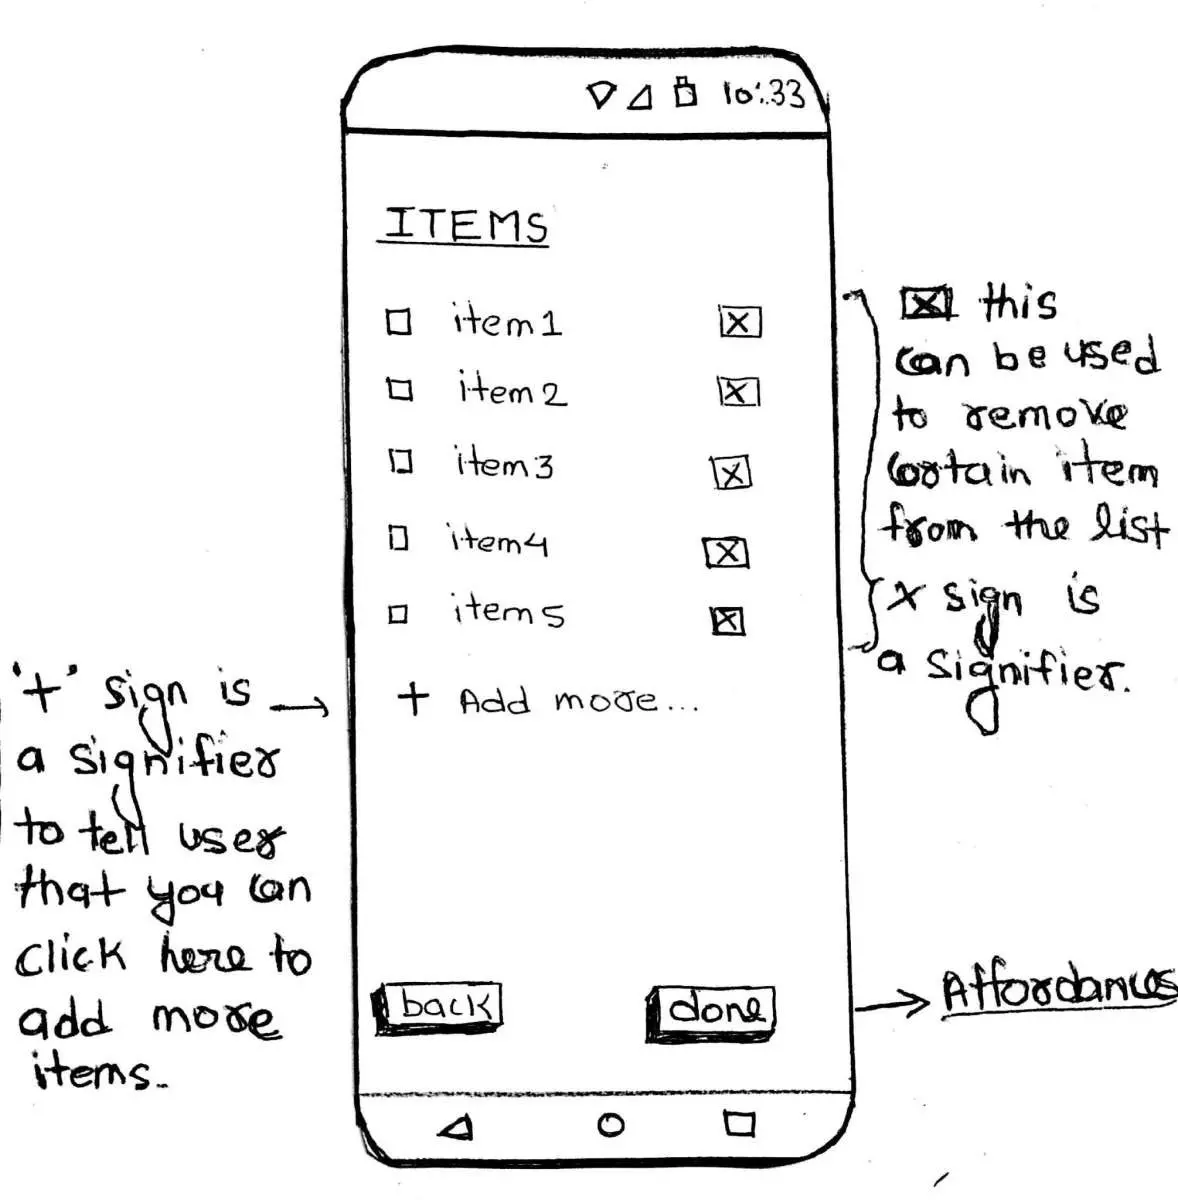 10:33
ITEMS
item1
item2
item3
item4
item5
+ Add more...
back
done
X this
can be used
to remove
certain item
from the list
X sign is
a signifier.
'+' sign is
a signifier
to tell user
that you can
click here to
add more
items.
Affordances